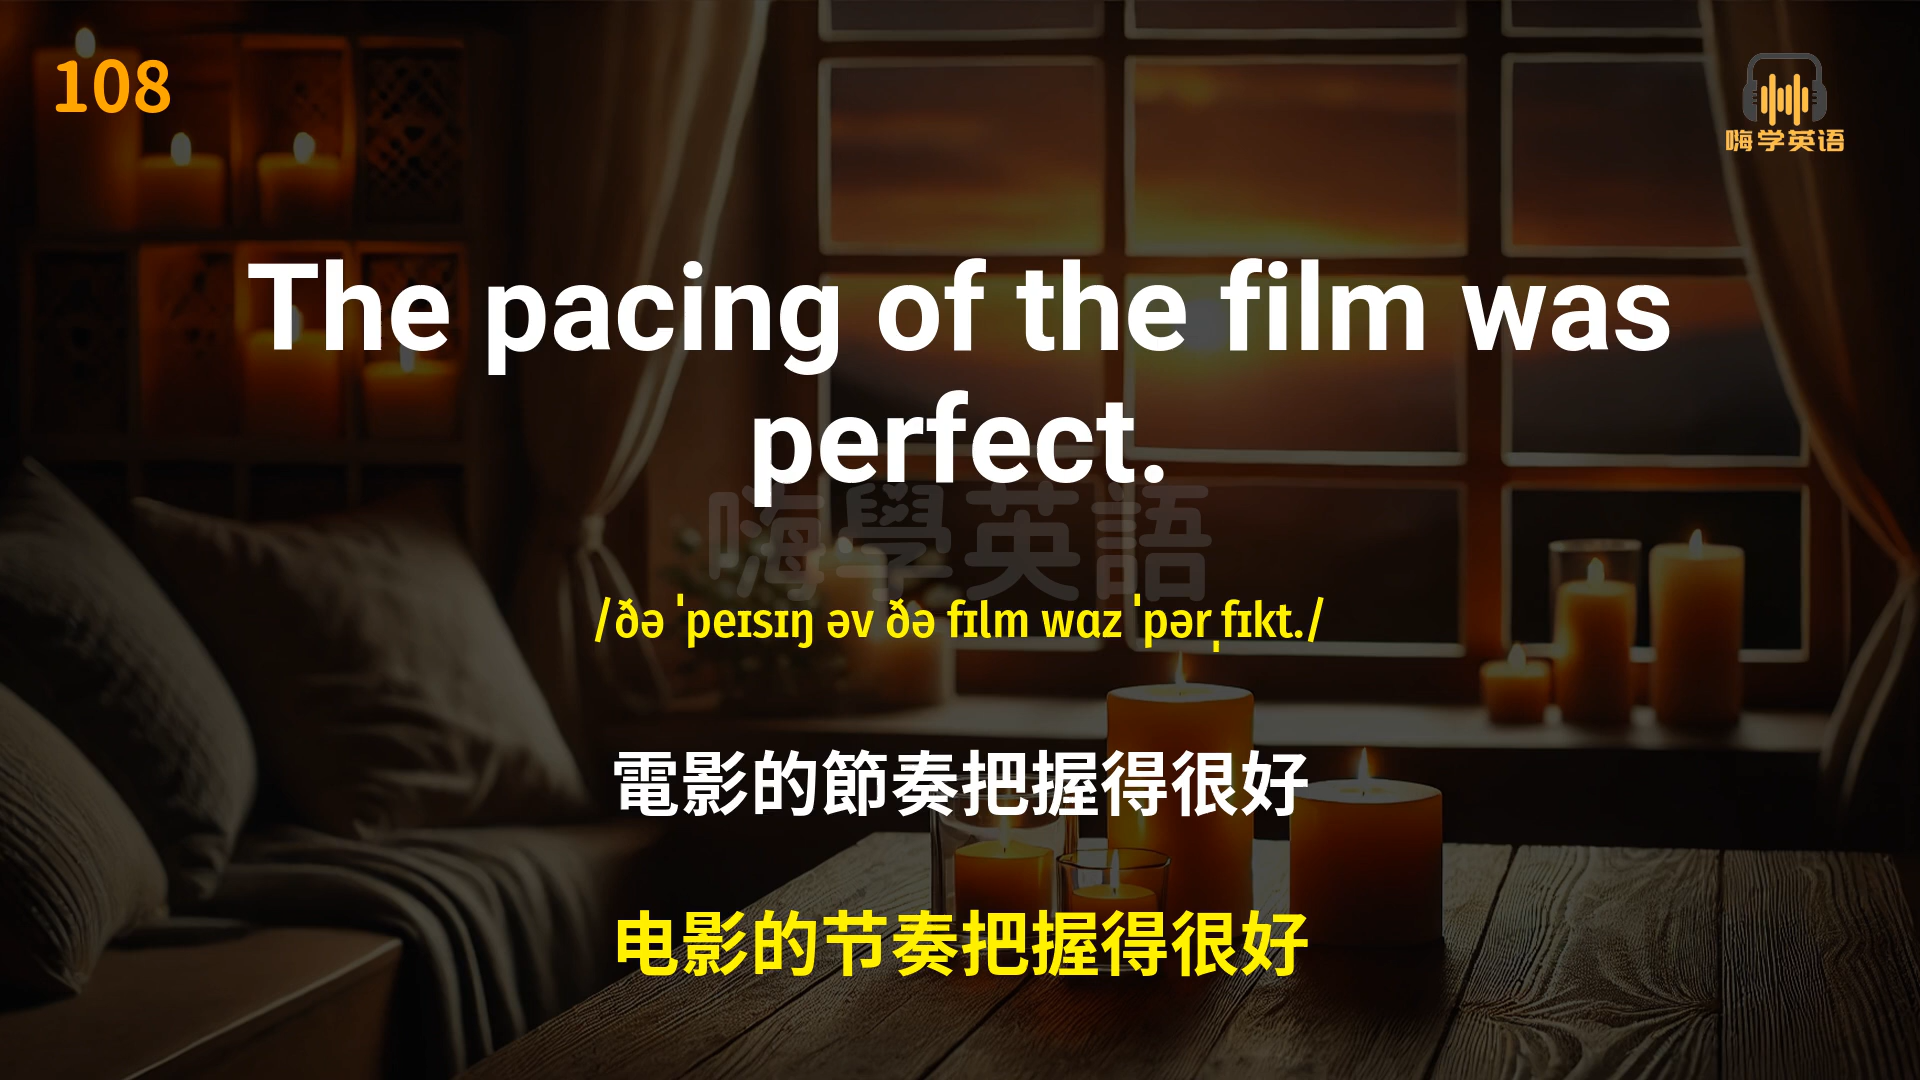 108
嗨学英语
The pacing of the film was
perfect.
嗨學英語
/ðə ˈpeɪsɪŋ əv ðə fɪlm wɑz ˈpərˌfɪkt./
電影的節奏把握得很好
电影的节奏把握得很好